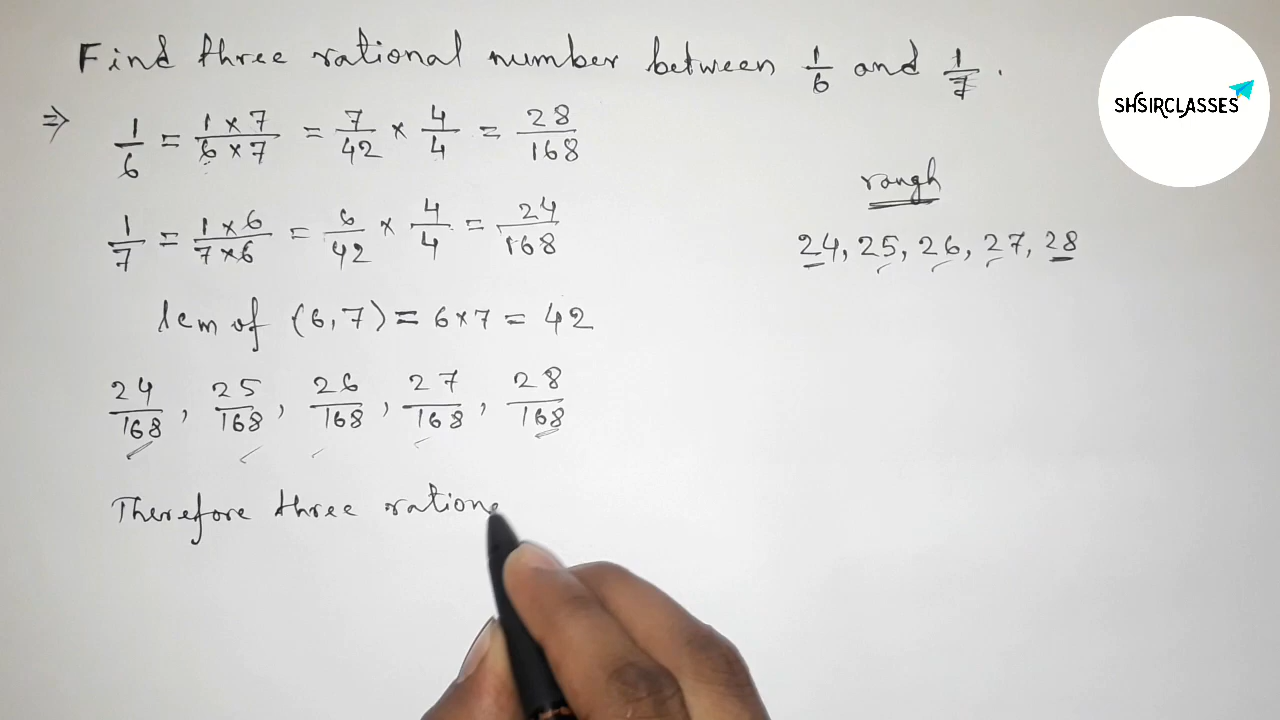 Find three rational number between 1/6 and 1/7.
SHSIRCLASSES
⇒ 1/6 = 1×7/6×7 = 7/42 × 4/4 = 28/168
rough
1/7 = 1×6/7×6 = 6/42 × 4/4 = 24/168
24, 25, 26, 27, 28
lcm of (6,7) = 6×7 = 42
24/168, 25/168, 26/168, 27/168, 28/168
Therefore three ration